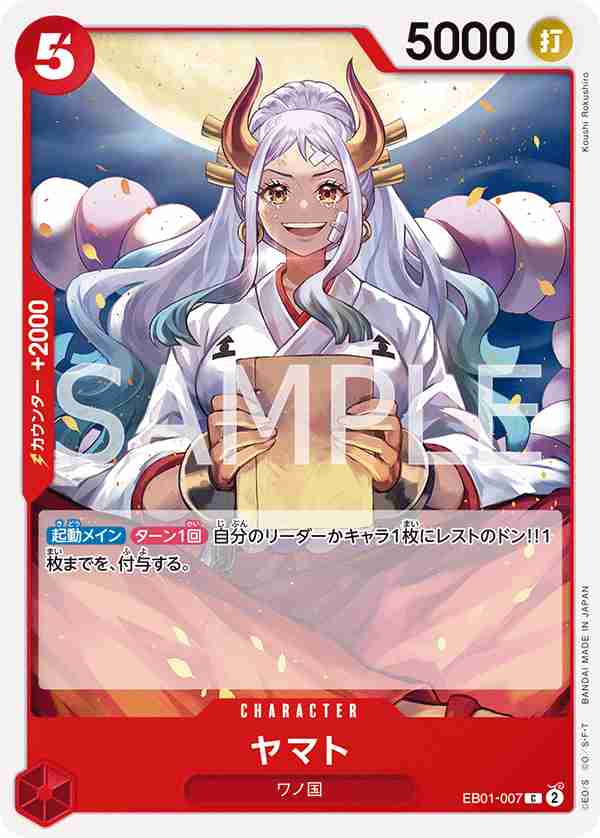 5
5000 打
Koushi Rokushiro
カウンター +2000
SAMPLE
起動メイン ターン1回 自分のリーダーかキャラ1枚にレストのドン!!1
枚までを、付与する。
CHARACTER
ヤマト
ワノ国
EB01-007 C 2
©E.O/S ©O/S・F・T BANDAI MADE IN JAPAN